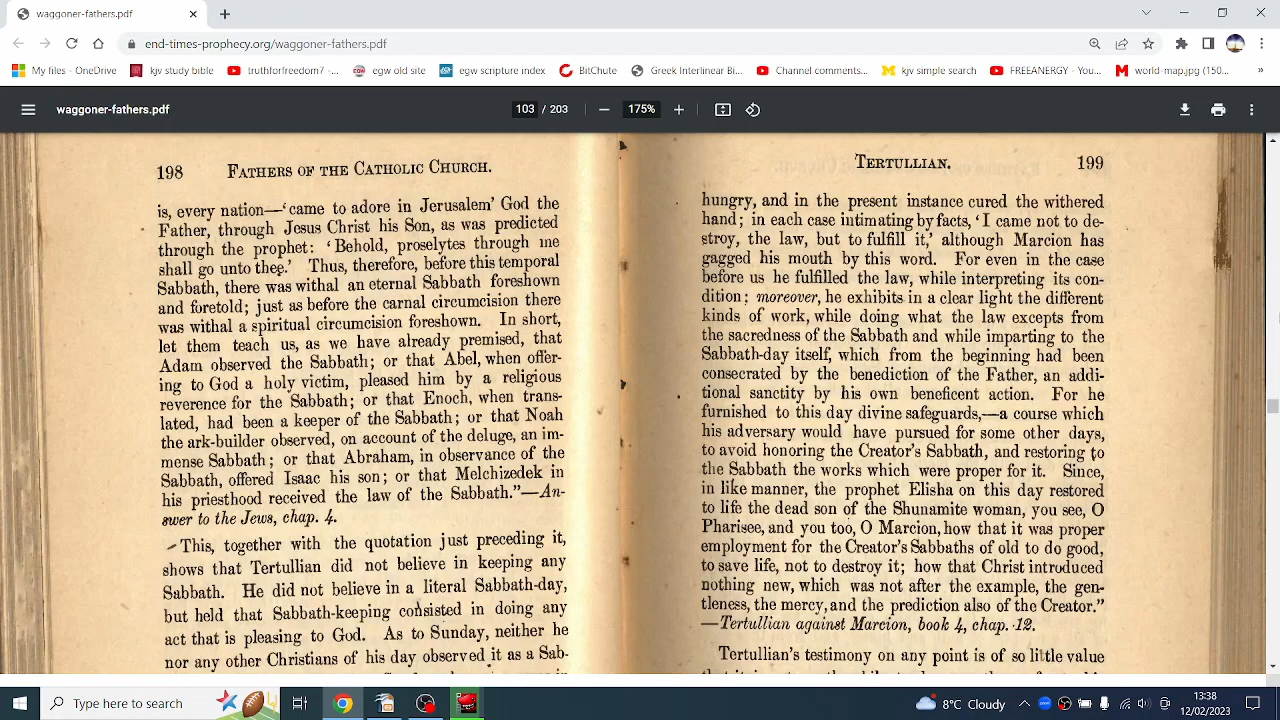 waggoner-fathers.pdf
end-times-prophecy.org/waggoner-fathers.pdf
My files - OneDrive
kjv study bible
truthforfreedom7 - ...
egw old site
egw scripture index
BitChute
Greek Interlinear Bi...
Channel comments...
kjv simple search
FREEANERGY - You...
world-map.jpg (150...
»
waggoner-fathers.pdf
103 / 203
175%
198 FATHERS OF THE CATHOLIC CHURCH.
is, every nation—‘came to adore in Jerusalem’ God the
Father, through Jesus Christ his Son, as was predicted
through the prophet: ‘Behold, proselytes through me
shall go unto thee.’ Thus, therefore, before this temporal
Sabbath, there was withal an eternal Sabbath foreshown
and foretold; just as before the carnal circumcision there
was withal a spiritual circumcision foreshown. In short,
let them teach us, as we have already premised, that
Adam observed the Sabbath; or that Abel, when offer-
ing to God a holy victim, pleased him by a religious
reverence for the Sabbath; or that Enoch, when trans-
lated, had been a keeper of the Sabbath; or that Noah
the ark-builder observed, on account of the deluge, an im-
mense Sabbath; or that Abraham, in observance of the
Sabbath, offered Isaac his son; or that Melchizedek in
his priesthood received the law of the Sabbath.”—An-
swer to the Jews, chap. 4.
This, together with the quotation just preceding it,
shows that Tertullian did not believe in keeping any
Sabbath. He did not believe in a literal Sabbath-day,
but held that Sabbath-keeping consisted in doing any
act that is pleasing to God. As to Sunday, neither he
nor any other Christians of his day observed it as a Sab-
TERTULLIAN. 199
hungry, and in the present instance cured the withered
hand; in each case intimating by facts, ‘I came not to de-
stroy, the law, but to fulfill it,’ although Marcion has
gagged his mouth by this word. For even in the case
before us he fulfilled the law, while interpreting its con-
dition; moreover, he exhibits in a clear light the different
kinds of work, while doing what the law excepts from
the sacredness of the Sabbath and while imparting to the
Sabbath-day itself, which from the beginning had been
consecrated by the benediction of the Father, an addi-
tional sanctity by his own beneficent action. For he
furnished to this day divine safeguards,—a course which
his adversary would have pursued for some other days,
to avoid honoring the Creator’s Sabbath, and restoring to
the Sabbath the works which were proper for it. Since,
in like manner, the prophet Elisha on this day restored
to life the dead son of the Shunamite woman, you see, O
Pharisee, and you too, O Marcion, how that it was proper
employment for the Creator’s Sabbaths of old to do good,
to save life, not to destroy it; how that Christ introduced
nothing new, which was not after the example, the gen-
tleness, the mercy, and the prediction also of the Creator.”
—Tertullian against Marcion, book 4, chap. 12.
Tertullian’s testimony on any point is of so little value
Type here to search
8°C Cloudy
13:38
12/02/2023